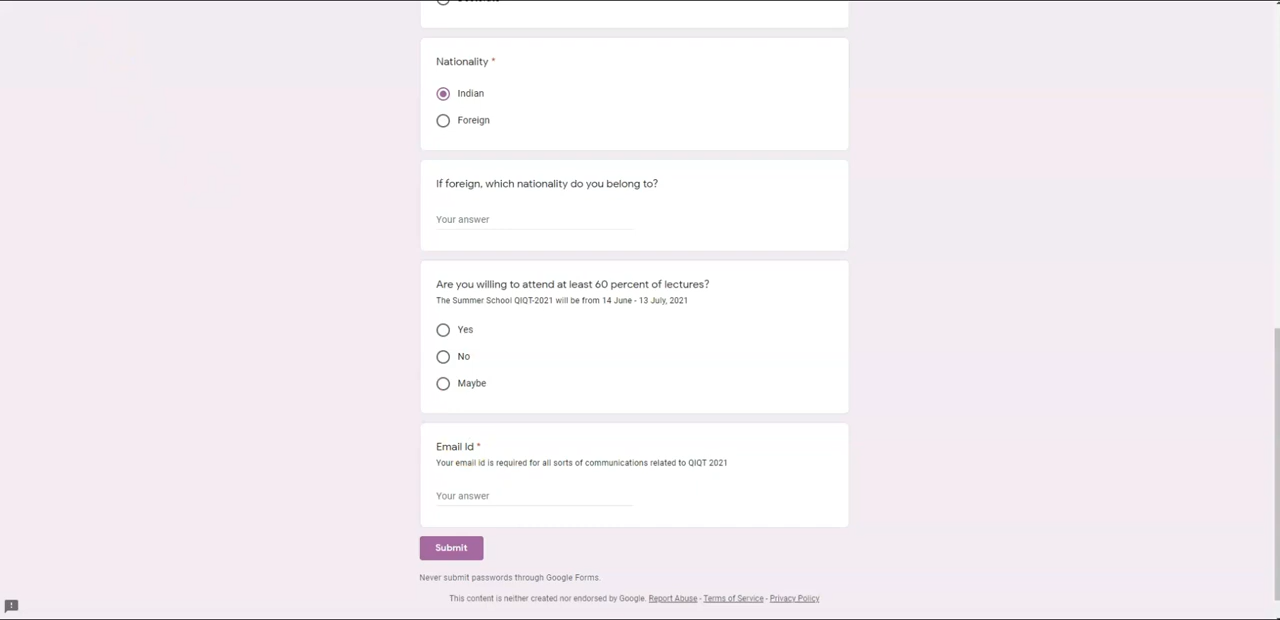 Nationality *
Indian
Foreign
If foreign, which nationality do you belong to?
Your answer
Are you willing to attend at least 60 percent of lectures?
The Summer School QIQT-2021 will be from 14 June - 13 July, 2021
Yes
No
Maybe
Email Id *
Your email id is required for all sorts of communications related to QIQT 2021
Your answer
Submit
Never submit passwords through Google Forms.
This content is neither created nor endorsed by Google. Report Abuse - Terms of Service - Privacy Policy